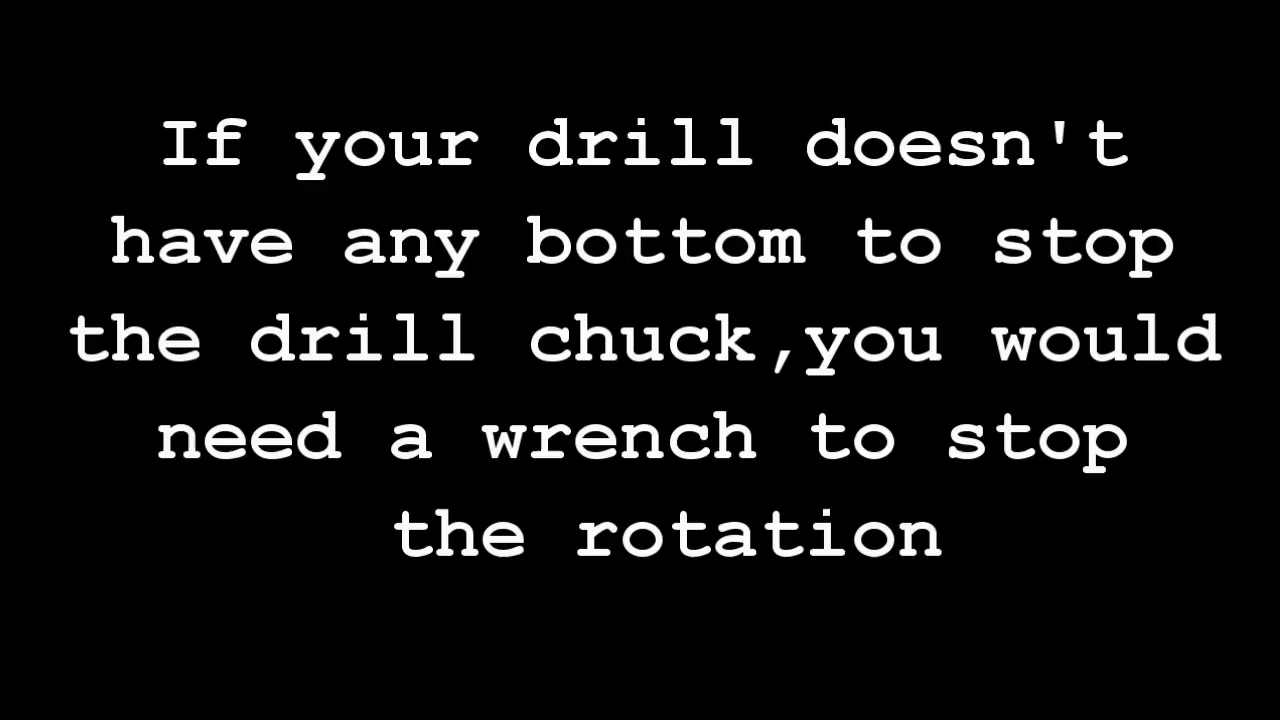 If your drill doesn't
have any bottom to stop
the drill chuck,you would
need a wrench to stop
the rotation